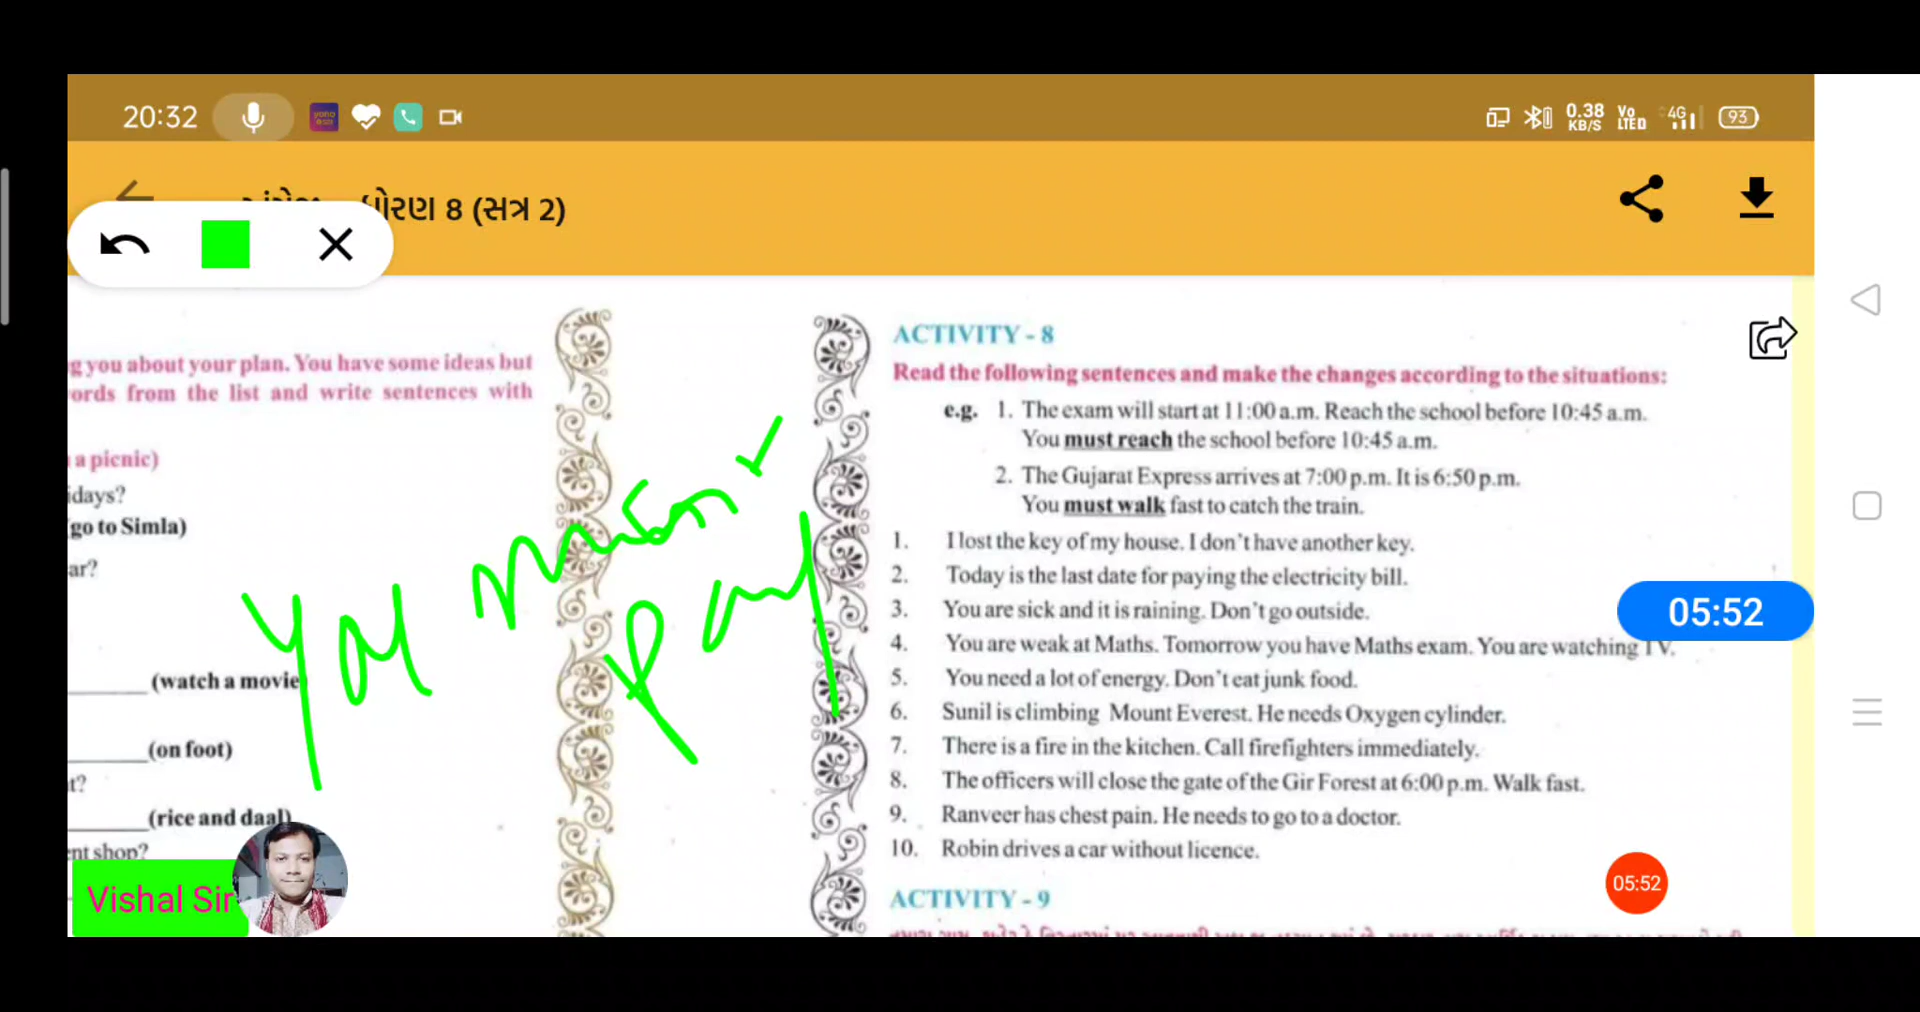 20:32
yono
0.38 KB/S
Vo LTED
4G
93
ધોરણ 8 (સત્ર 2)
g you about your plan. You have some ideas but
ords from the list and write sentences with
a picnic)
idays?
go to Simla)
ar?
(watch a movie
(on foot)
t?
(rice and daal)
nt shop?
You must
pay
ACTIVITY - 8
Read the following sentences and make the changes according to the situations:
e.g. 1. The exam will start at 11:00 a.m. Reach the school before 10:45 a.m.
You must reach the school before 10:45 a.m.
2. The Gujarat Express arrives at 7:00 p.m. It is 6:50 p.m.
You must walk fast to catch the train.
1. I lost the key of my house. I don't have another key.
2. Today is the last date for paying the electricity bill.
3. You are sick and it is raining. Don't go outside.
4. You are weak at Maths. Tomorrow you have Maths exam. You are watching TV.
5. You need a lot of energy. Don't eat junk food.
6. Sunil is climbing Mount Everest. He needs Oxygen cylinder.
7. There is a fire in the kitchen. Call firefighters immediately.
8. The officers will close the gate of the Gir Forest at 6:00 p.m. Walk fast.
9. Ranveer has chest pain. He needs to go to a doctor.
10. Robin drives a car without licence.
ACTIVITY - 9
05:52
05:52
Vishal Sir